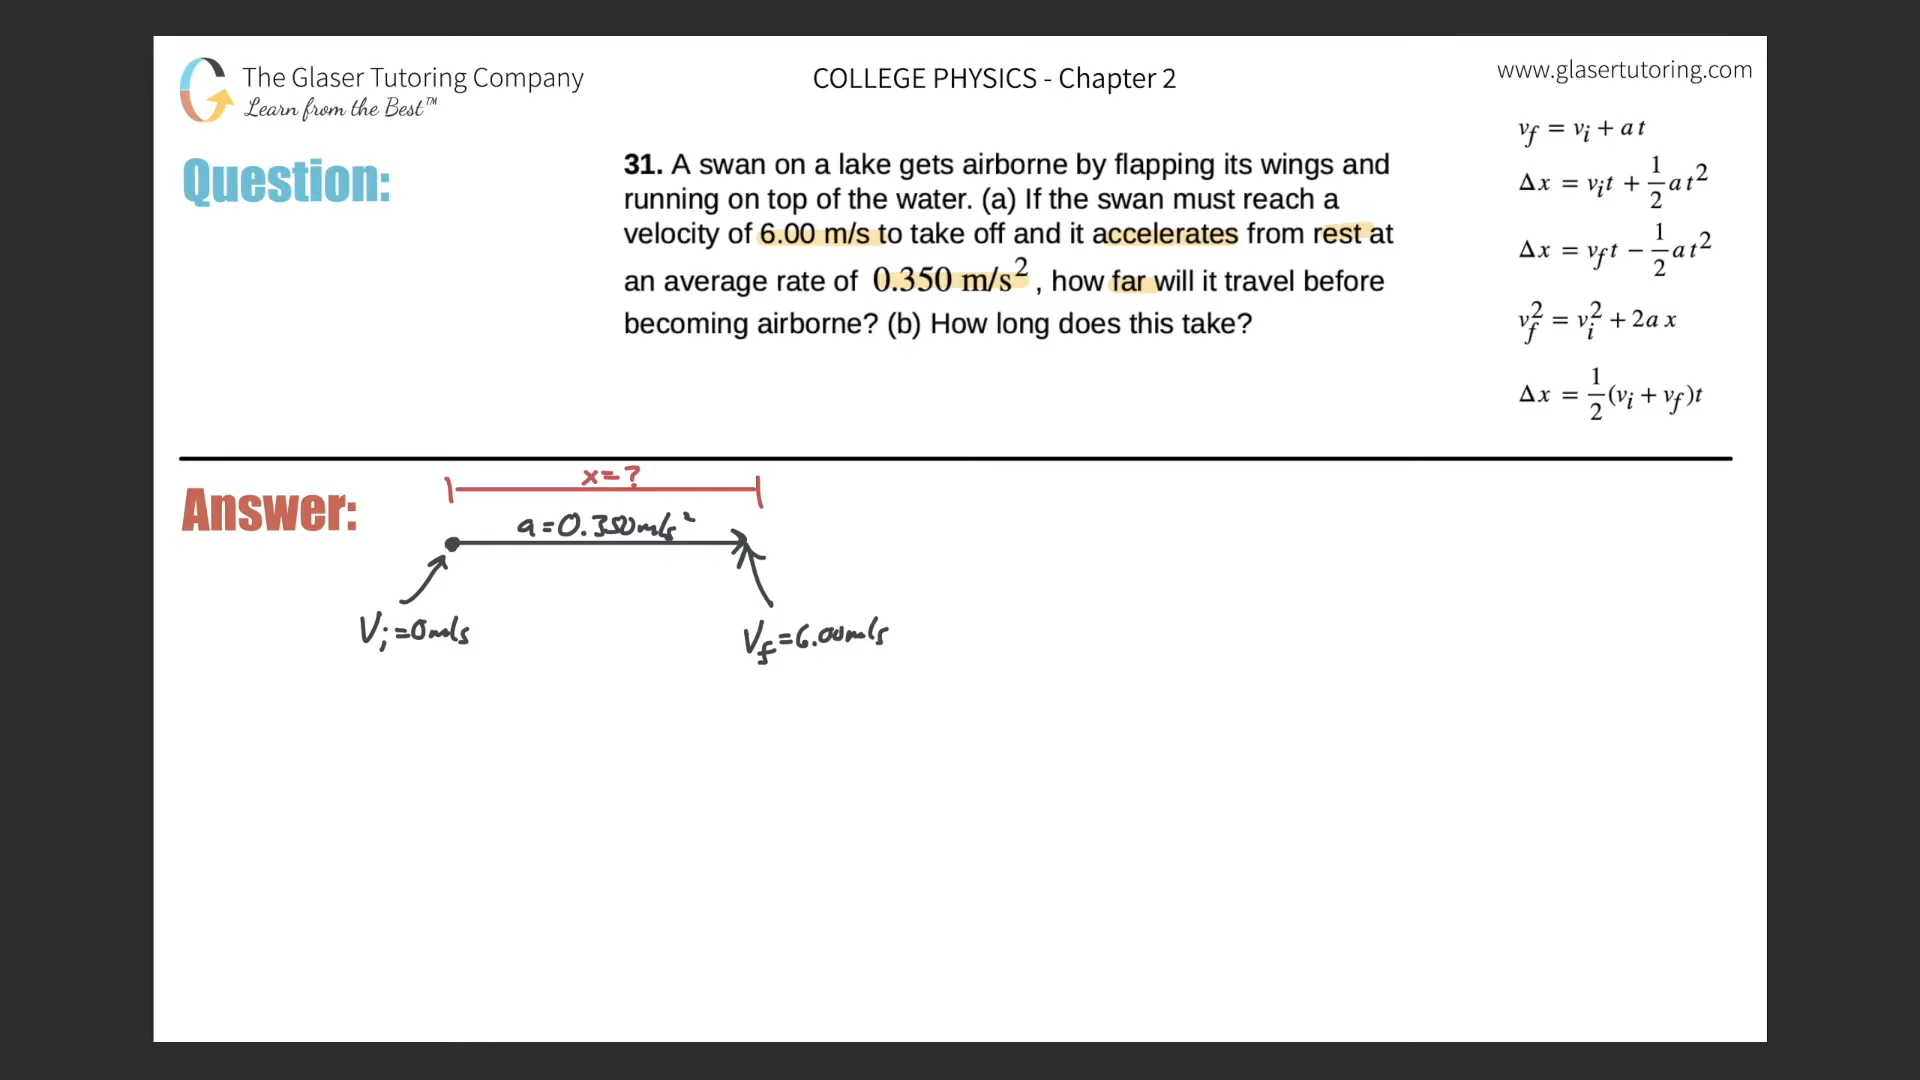 The Glaser Tutoring Company
Learn from the Best™
COLLEGE PHYSICS - Chapter 2
www.glasertutoring.com
Question:
31. A swan on a lake gets airborne by flapping its wings and
running on top of the water. (a) If the swan must reach a
velocity of 6.00 m/s to take off and it accelerates from rest at
an average rate of 0.350 m/s², how far will it travel before
becoming airborne? (b) How long does this take?
v_f = v_i + a t
Δx = v_i t + 1/2 a t²
Δx = v_f t − 1/2 a t²
v_f² = v_i² + 2a x
Δx = 1/2 (v_i + v_f)t
Answer:
x=?
a=0.350m/s²
V_i=0m/s
V_f=6.00m/s